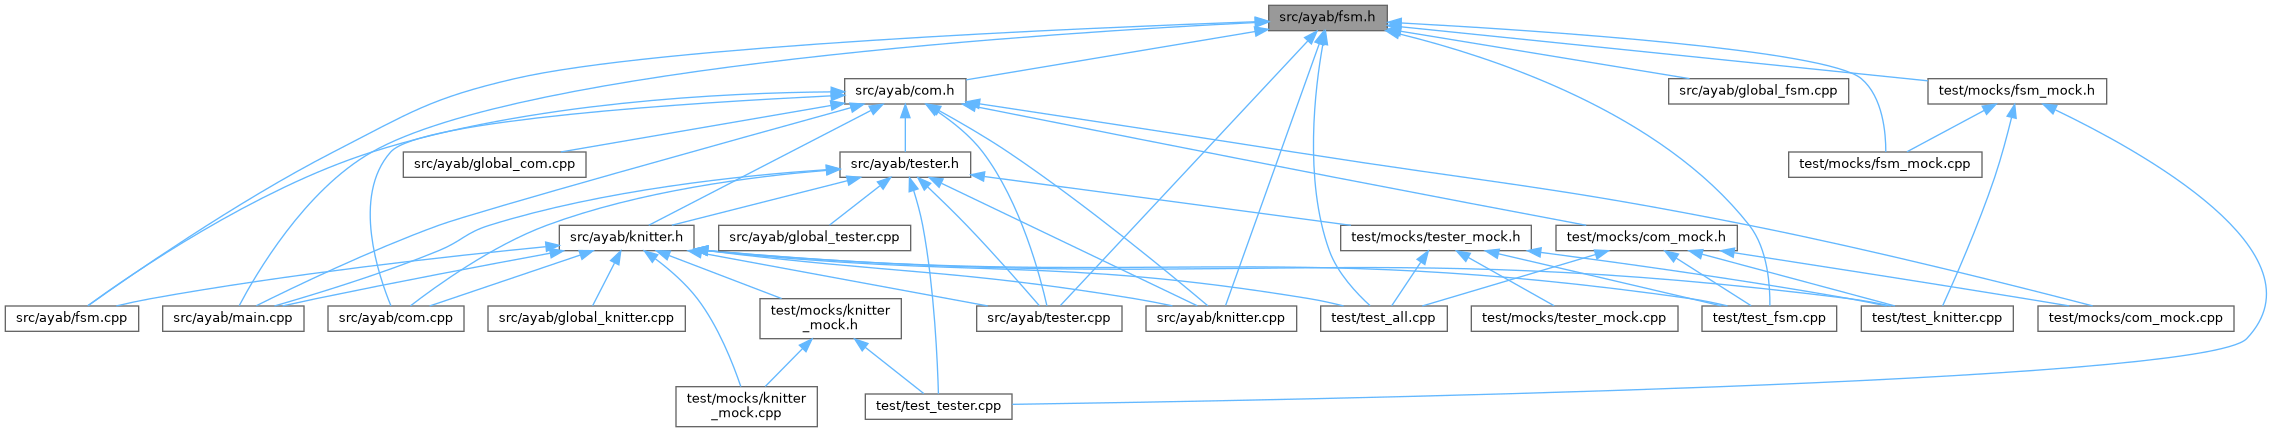 src/ayab/fsm.h
src/ayab/com.h
src/ayab/global_fsm.cpp
test/mocks/fsm_mock.h
src/ayab/global_com.cpp
src/ayab/tester.h
test/mocks/fsm_mock.cpp
src/ayab/knitter.h
src/ayab/global_tester.cpp
test/mocks/tester_mock.h
test/mocks/com_mock.h
src/ayab/fsm.cpp
src/ayab/main.cpp
src/ayab/com.cpp
src/ayab/global_knitter.cpp
test/mocks/knitter
_mock.h
src/ayab/tester.cpp
src/ayab/knitter.cpp
test/test_all.cpp
test/mocks/tester_mock.cpp
test/test_fsm.cpp
test/test_knitter.cpp
test/mocks/com_mock.cpp
test/mocks/knitter
_mock.cpp
test/test_tester.cpp